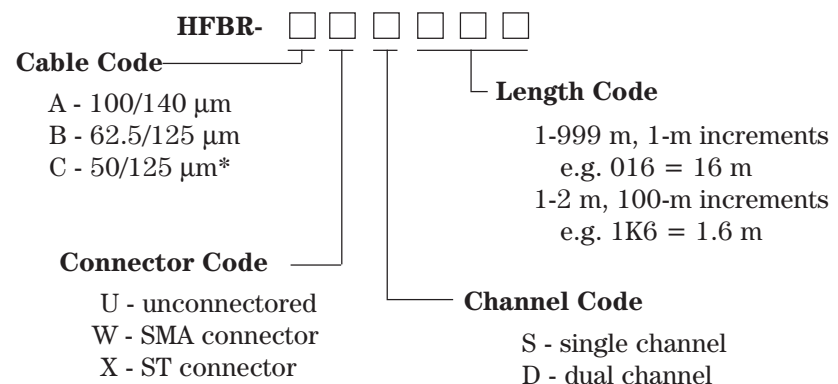 HFBR-
Cable Code
A - 100/140 µm
B - 62.5/125 µm
C - 50/125 µm*
Length Code
1-999 m, 1-m increments
e.g. 016 = 16 m
1-2 m, 100-m increments
e.g. 1K6 = 1.6 m
Connector Code
U - unconnectored
W - SMA connector
X - ST connector
Channel Code
S - single channel
D - dual channel